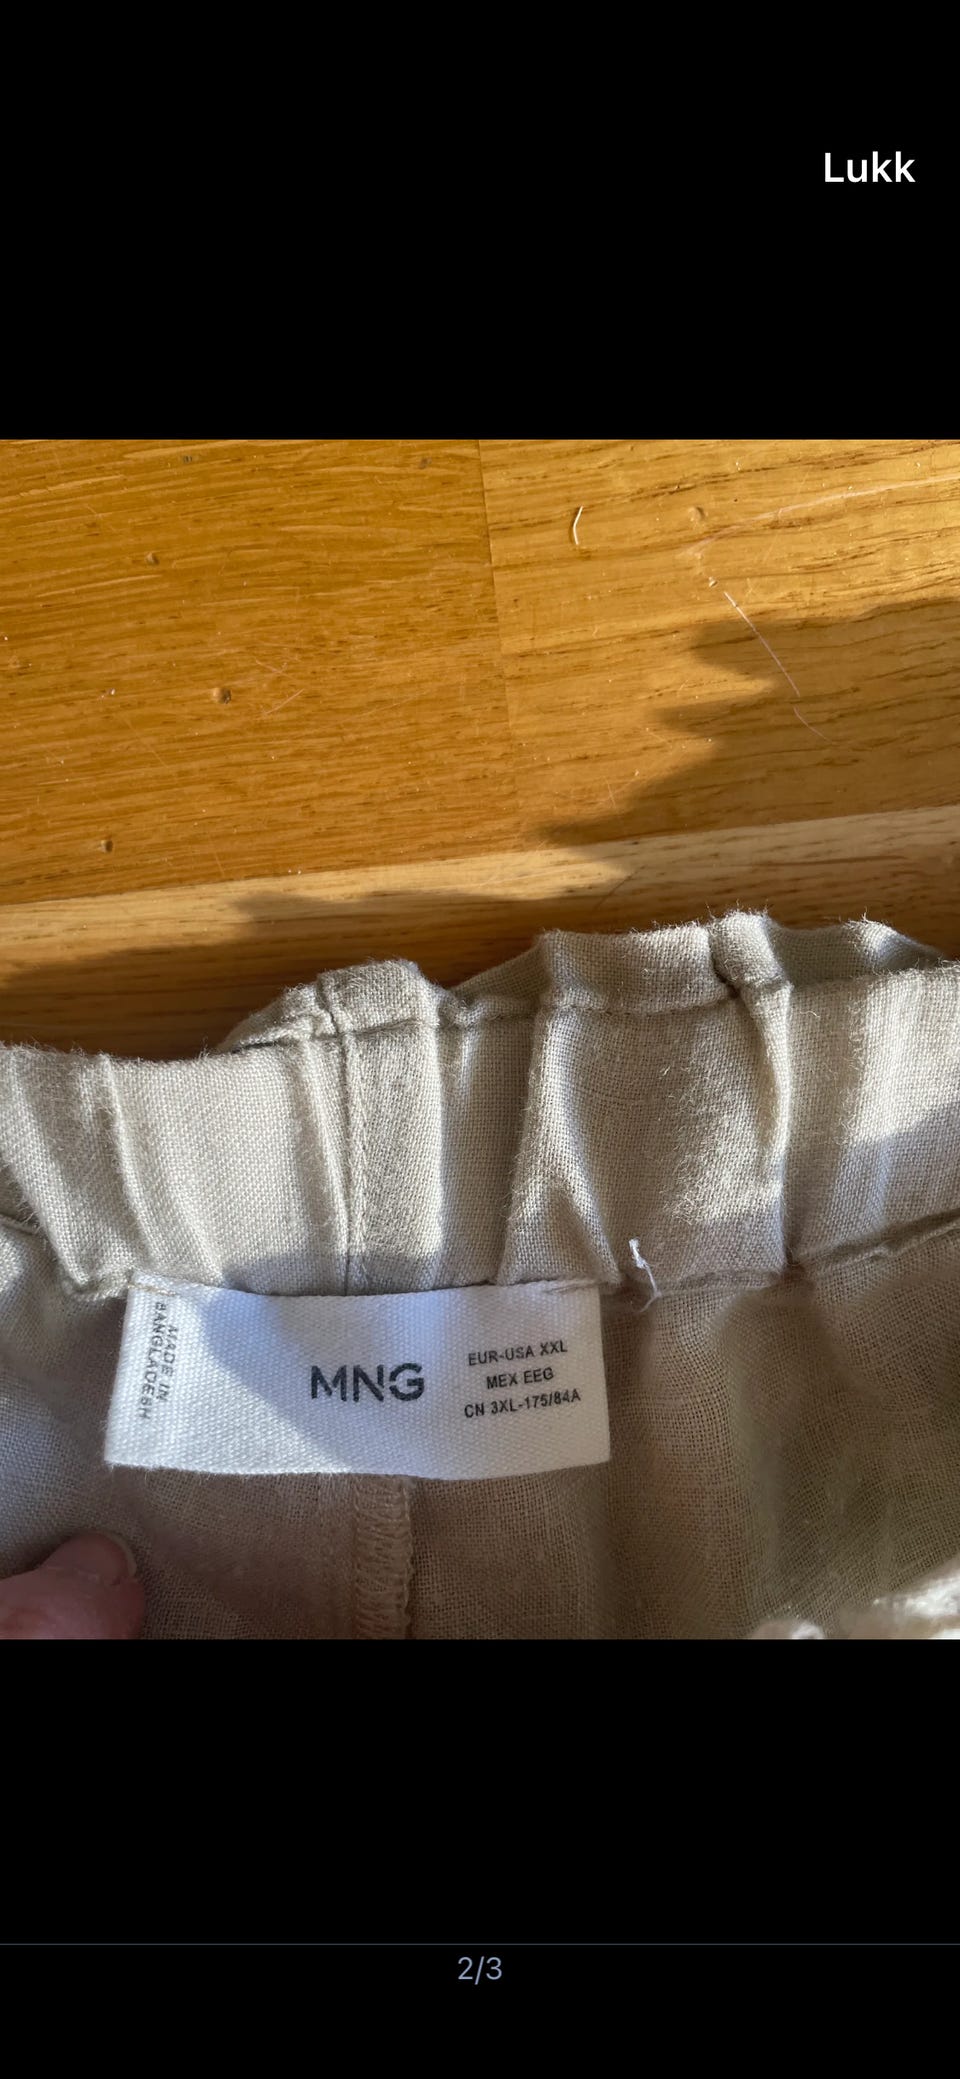 Lukk
MADE IN
BANGLADESH
MNG
EUR-USA XXL
MEX EEG
CN 3XL-175/84A
2/3